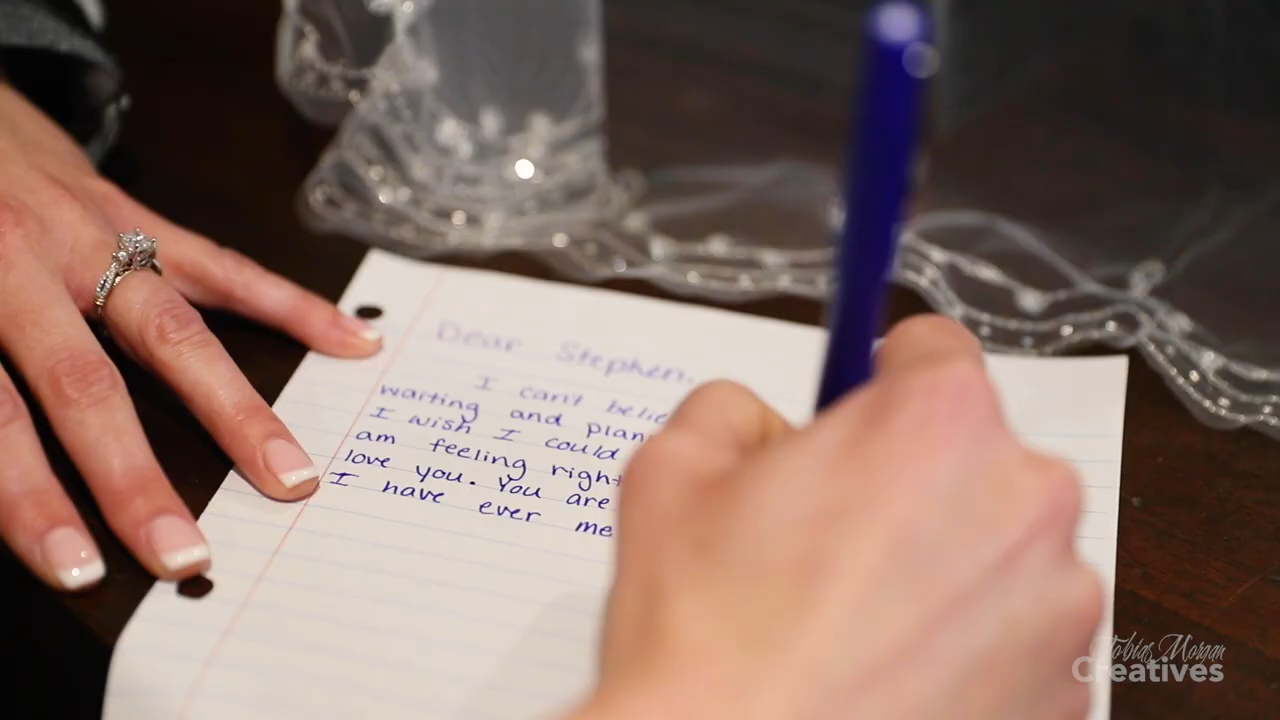 Dear Stephen,
I can't belie
waiting and plan
I wish I could
am feeling right
love you. You are
I have ever me
Tobias Morgan
Creatives